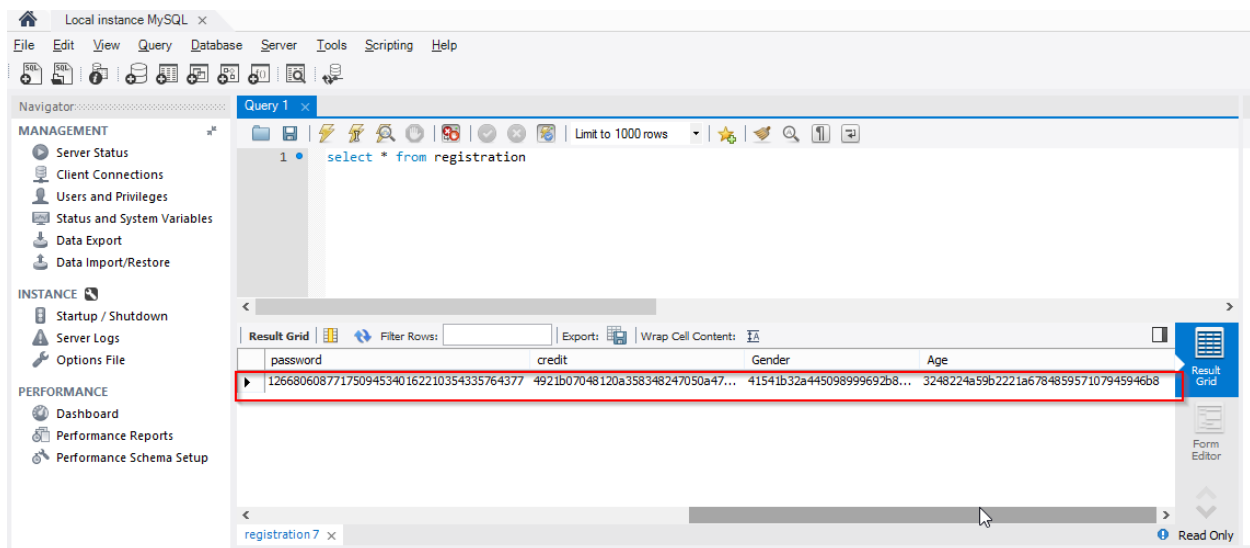 Local instance MySQL ×
File Edit View Query Database Server Tools Scripting Help
Navigator
Query 1 ×
MANAGEMENT
Server Status
Client Connections
Users and Privileges
Status and System Variables
Data Export
Data Import/Restore
INSTANCE
Startup / Shutdown
Server Logs
Options File
PERFORMANCE
Dashboard
Performance Reports
Performance Schema Setup
Limit to 1000 rows
1 select * from registration
Result Grid Filter Rows: Export: Wrap Cell Content:
password credit Gender Age
126680608771750945340162210354335764377 4921b07048120a358348247050a47... 41541b32a445098999692b8... 3248224a59b2221a678485957107945946b8
Result
Grid
Form
Editor
registration 7 ×
Read Only